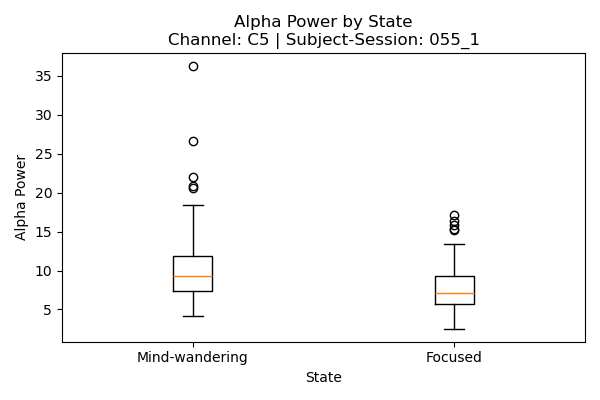 Alpha Power by State
Channel: C5 | Subject-Session: 055_1
Alpha Power
35
30
25
20
15
10
5
Mind-wandering
Focused
State